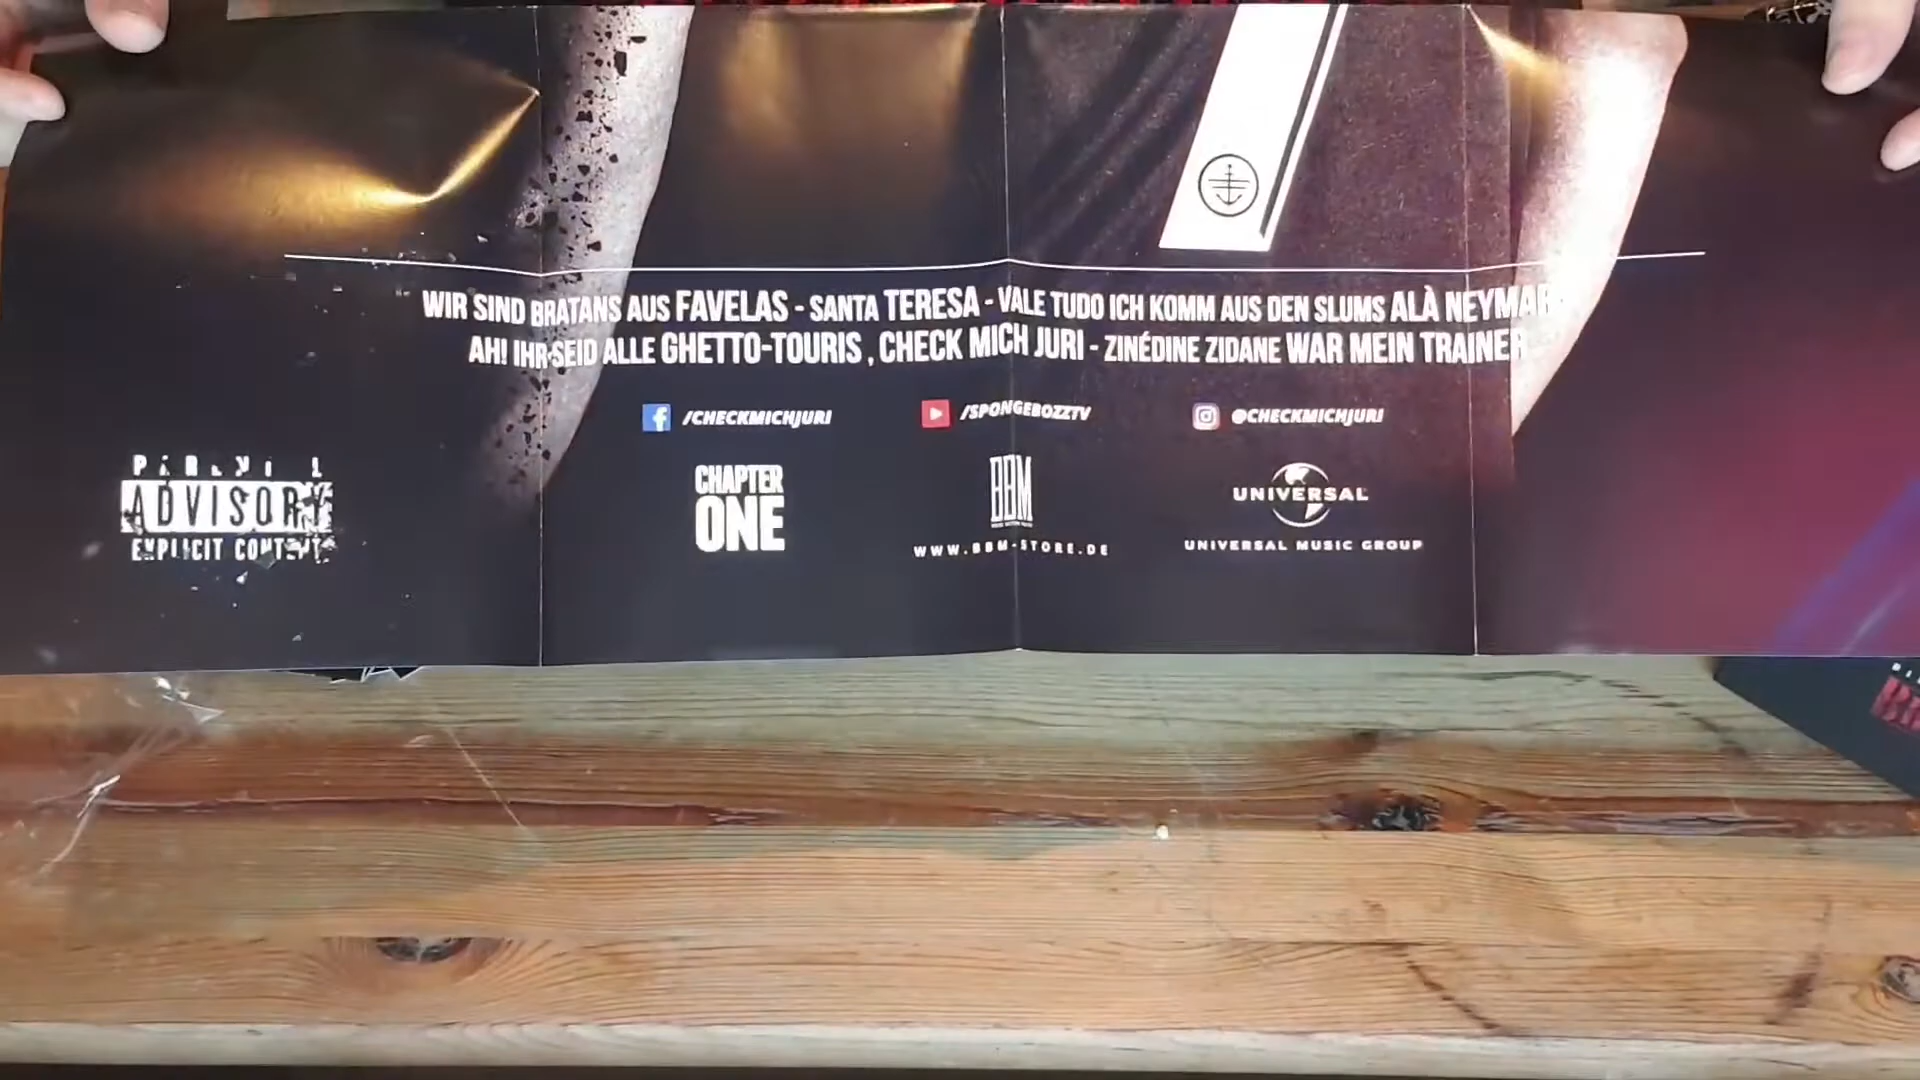 WIR SIND BRATANS AUS FAVELAS - SANTA TERESA - VALE TUDO ICH KOMM AUS DEN SLUMS ALÀ NEYMAR
AH! IHR SEID ALLE GHETTO-TOURIS , CHECK MICH JURI - ZINÉDINE ZIDANE WAR MEIN TRAINER
/CHECKMICHJURI
/SPONGEBOZZTV
@CHECKMICHJURI
ADVISORY
EXPLICIT CONTENT
CHAPTER
ONE
BBM
WWW.BBM-STORE.DE
UNIVERSAL
UNIVERSAL MUSIC GROUP